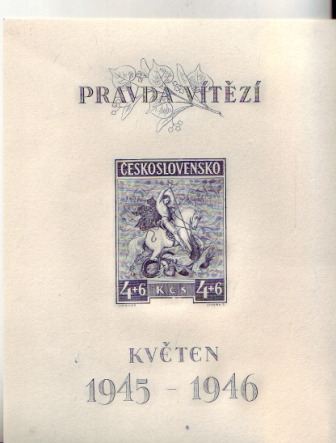 PRAVDA VÍTĚZÍ
ČESKOSLOVENSKO
4+6 KČS 4+6
KVĚTEN
1945 - 1946